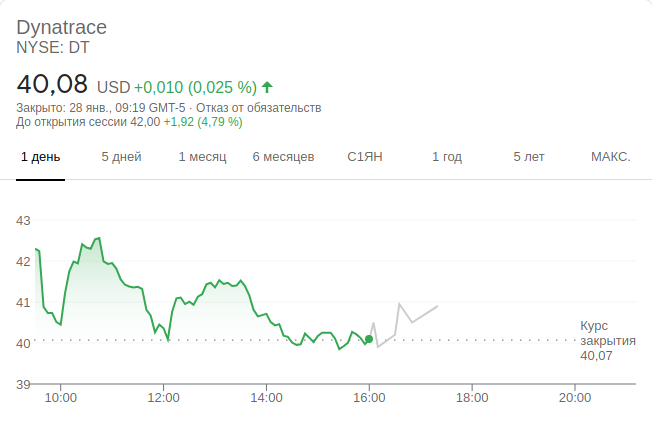 Dynatrace
NYSE: DT
40,08 USD +0,010 (0,025 %)
Закрыто: 28 янв., 09:19 GMT-5 · Отказ от обязательств
До открытия сессии 42,00 +1,92 (4,79 %)
1 день 5 дней 1 месяц 6 месяцев С1ЯН 1 год 5 лет МАКС.
43
42
41
40
39
Курс
закрытия
40,07
10:00 12:00 14:00 16:00 18:00 20:00